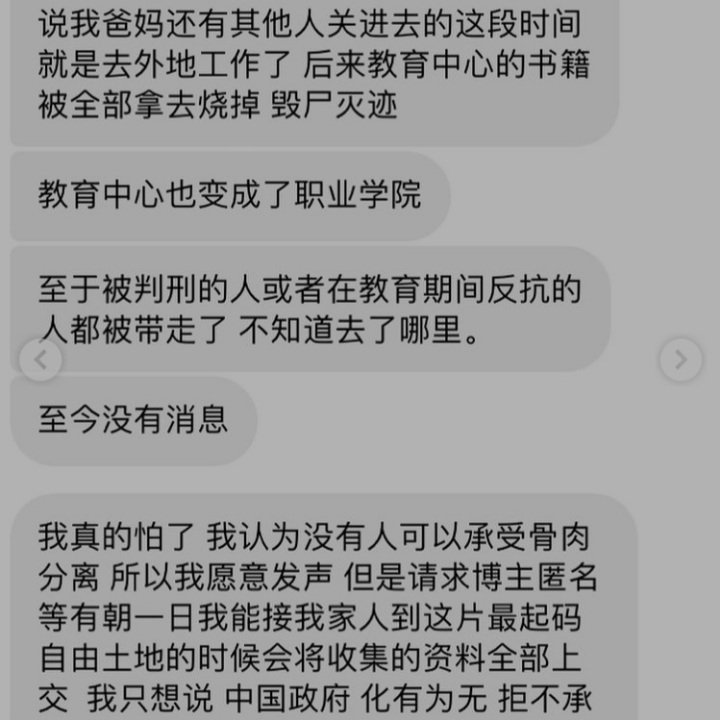 说我爸妈还有其他人关进去的这段时间
就是去外地工作了 后来教育中心的书籍
被全部拿去烧掉 毁尸灭迹
教育中心也变成了职业学院
至于被判刑的人或者在教育期间反抗的
人都被带走了 不知道去了哪里。
至今没有消息
我真的怕了 我认为没有人可以承受骨肉
分离 所以我愿意发声 但是请求博主匿名
等有朝一日我能接我家人到这片最起码
自由土地的时候会将收集的资料全部上
交 我只想说 中国政府 化有为无 拒不承